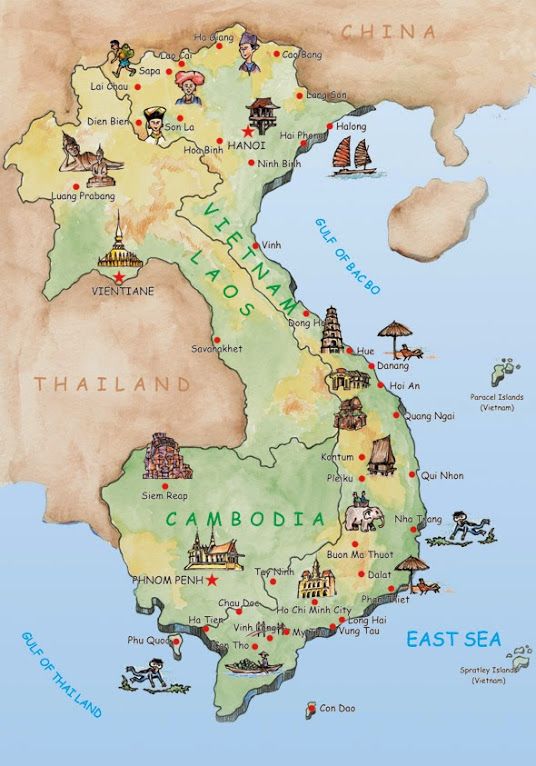 CHINA
Ha Giang
Lao Cai
Cao Bang
Sapa
Lai Chau
Lang Son
Dien Bien
Son La
Hai Phong
Halong
Hoa Binh
HANOI
Ninh Binh
Luang Prabang
GULF OF BAC BO
VIETNAM
Vinh
LAOS
VIENTIANE
Dong Ha
Savanakhet
Hue
Danang
THAILAND
Hoi An
Paracel Islands
(Vietnam)
Quang Ngai
Kontum
Pleiku
Qui Nhon
Siem Reap
CAMBODIA
Nha Trang
Buon Ma Thuot
PHNOM PENH
Tay Ninh
Dalat
Phan Thiet
Chau Doc
Ho Chi Minh City
Ha Tien
Long Hai
Vinh
My Tho
Vung Tau
Phu Quoc
Can Tho
EAST SEA
GULF OF THAILAND
Spratley Islands
(Vietnam)
Con Dao